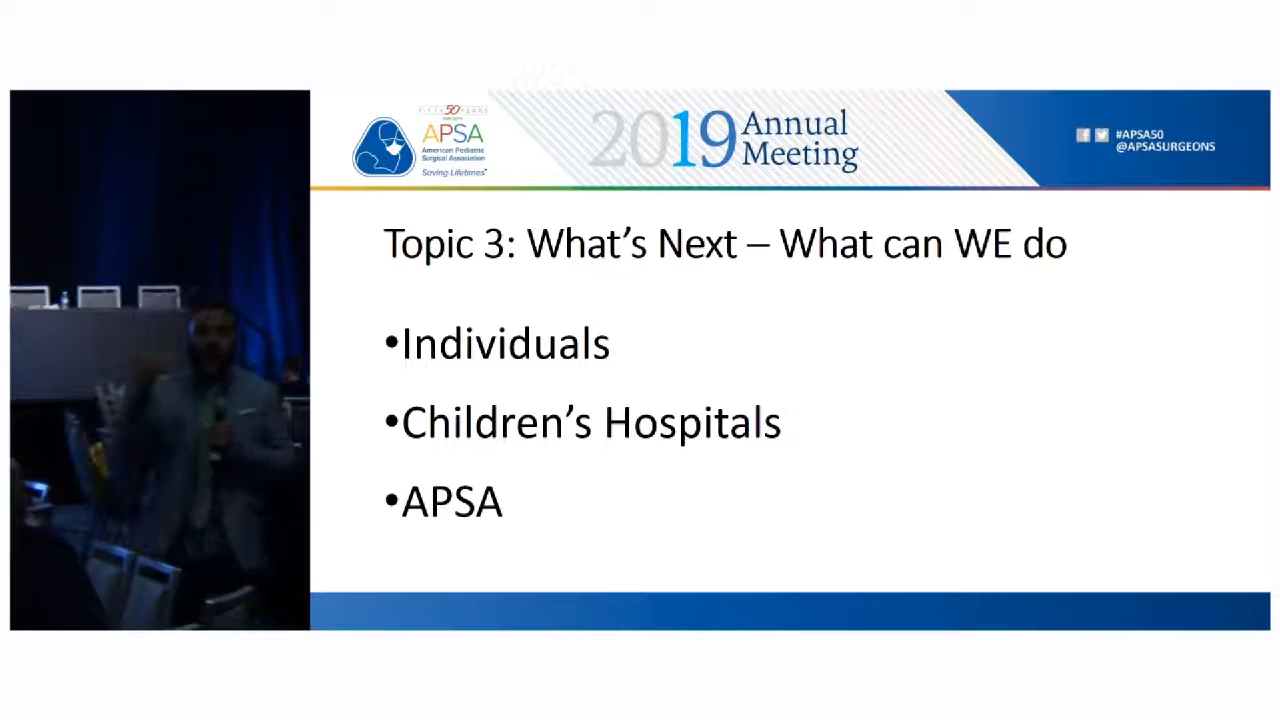 FIFTY 50 YEARS
APSA
American Pediatric
Surgical Association
Saving Lifetimes
2019 Annual
Meeting
#APSA50
@APSASURGEONS
Topic 3: What’s Next – What can WE do
•Individuals
•Children’s Hospitals
•APSA